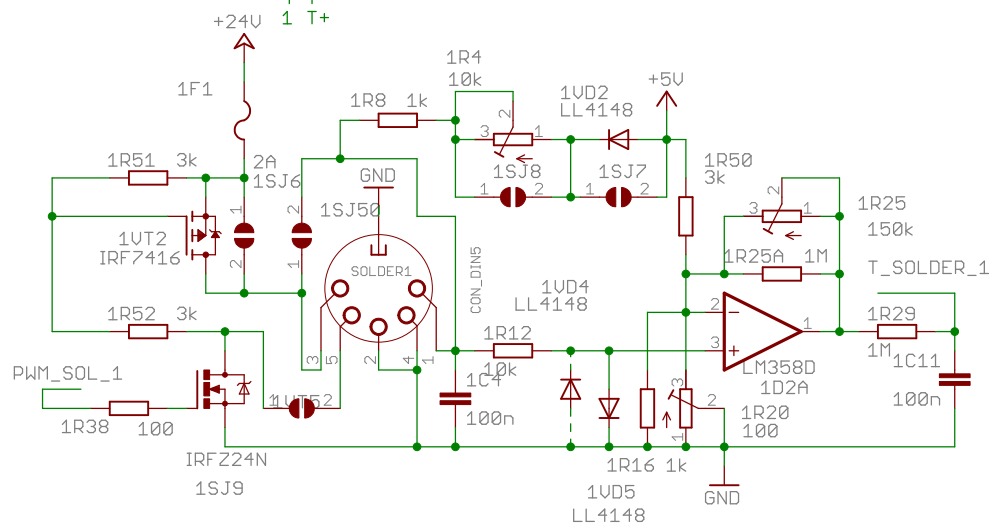 1 T+
+24V
1F1
1R4
10k
1R8 1k
1VD2
LL4148
+5V
1R51 3k
2A
1SJ6
GND
1SJ50
3 2 1
1SJ8
1SJ7
1 2
1 2
1R50
3k
1
2
2
1
1VT2
IRF7416
SOLDER1
CON_DIN5
2
3 1
1R25
150k
1R25A 1M
T_SOLDER_1
1VD4
LL4148
1R52 3k
3 5 2 4 1
1R12
10k
2
3
1
LM358D
1D2A
1R29
1M
1C11
100n
PWM_SOL_1
1R38 100
1VT5
2
1C4
100n
3
2
1
1R20
100
1R16 1k
IRFZ24N
1SJ9
1VD5
LL4148
GND